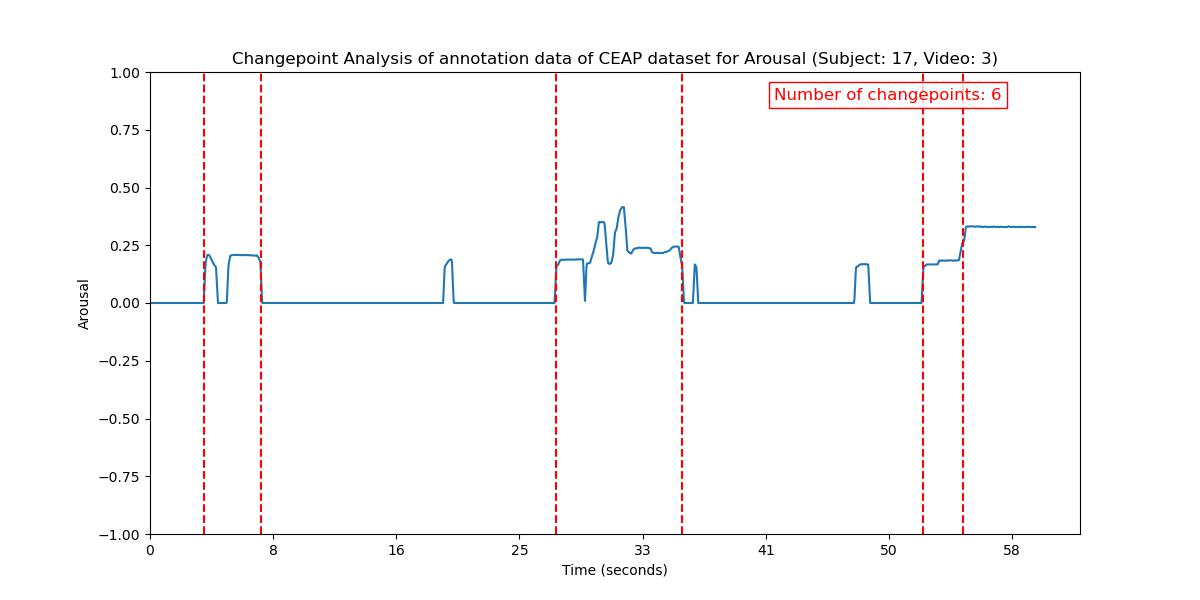 Changepoint Analysis of annotation data of CEAP dataset for Arousal (Subject: 17, Video: 3)
Number of changepoints: 6
1.00
0.75
0.50
0.25
0.00
−0.25
−0.50
−0.75
−1.00
Arousal
0 8 16 25 33 41 50 58
Time (seconds)